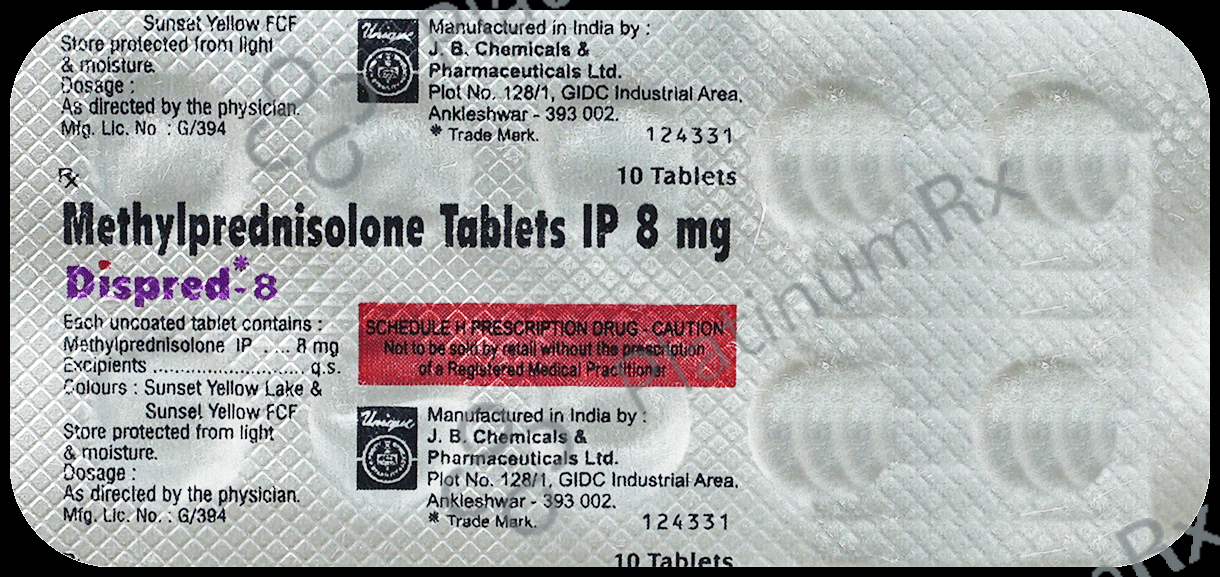 Sunset Yellow FCF
Store protected from light
& moisture.
Dosage :
As directed by the physician.
Mfg. Lic. No. : G/394
Unique
Manufactured in India by :
J. B. Chemicals &
Pharmaceuticals Ltd.
Plot No. 128/1, GIDC Industrial Area,
Ankleshwar - 393 002.
* Trade Mark.
124331
Rx
10 Tablets
Methylprednisolone Tablets IP 8 mg
Dispred*-8
Each uncoated tablet contains :
Methylprednisolone IP .... 8 mg
Excipients ............................ q.s.
Colours : Sunset Yellow Lake &
Sunset Yellow FCF
Store protected from light
& moisture.
Dosage :
As directed by the physician.
Mfg. Lic. No. : G/394
SCHEDULE H PRESCRIPTION DRUG - CAUTION
Not to be sold by retail without the prescription
of a Registered Medical Practitioner
Unique
Manufactured in India by :
J. B. Chemicals &
Pharmaceuticals Ltd.
Plot No. 128/1, GIDC Industrial Area,
Ankleshwar - 393 002.
* Trade Mark.
124331
10 Tablets
PlatinumRx